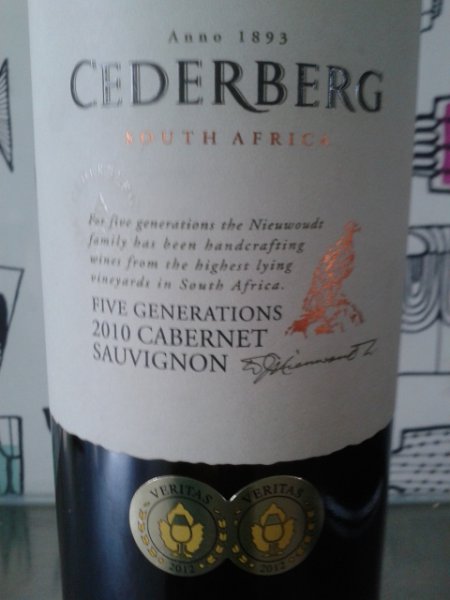 Anno 1893
CEDERBERG
SOUTH AFRICA
For five generations the Nieuwoudt
family has been handcrafting
wines from the highest lying
vineyards in South Africa.
FIVE GENERATIONS
2010 CABERNET
SAUVIGNON
VERITAS VERITAS
2012 2012